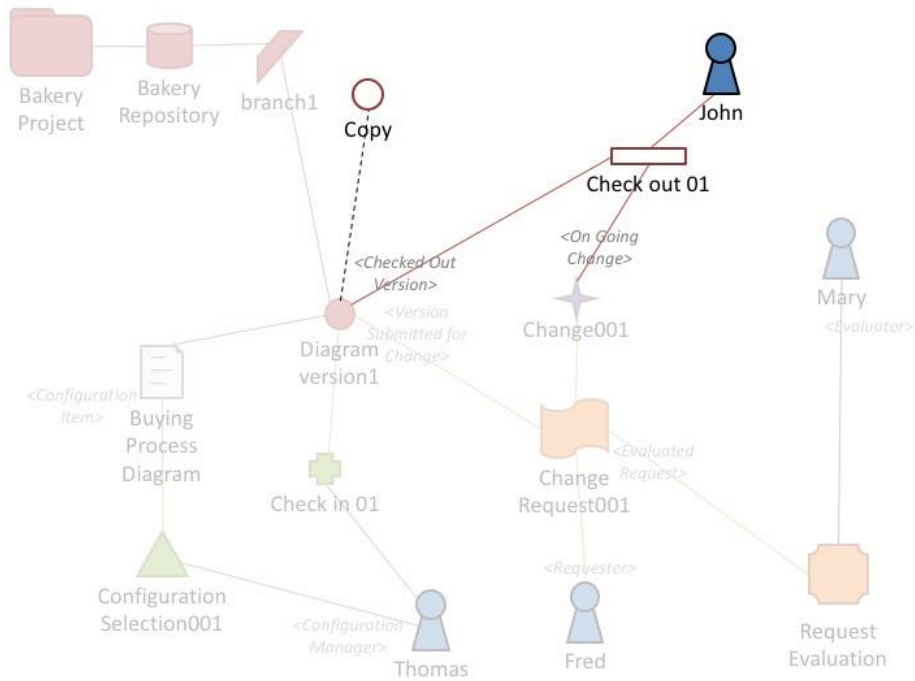 John
Bakery
Project
Bakery
Repository
branch1
Copy
Check out 01
<On Going
Change>
<Checked Out
Version>
Mary
<Evaluator>
Change001
<Version
Submitted for
Change>
Diagram
version1
<Configuration
Item>
Buying
Process
Diagram
Check in 01
Change
Request001
<Evaluated
Request>
Configuration
Selection001
<Configuration
Manager>
Thomas
<Requester>
Fred
Request
Evaluation